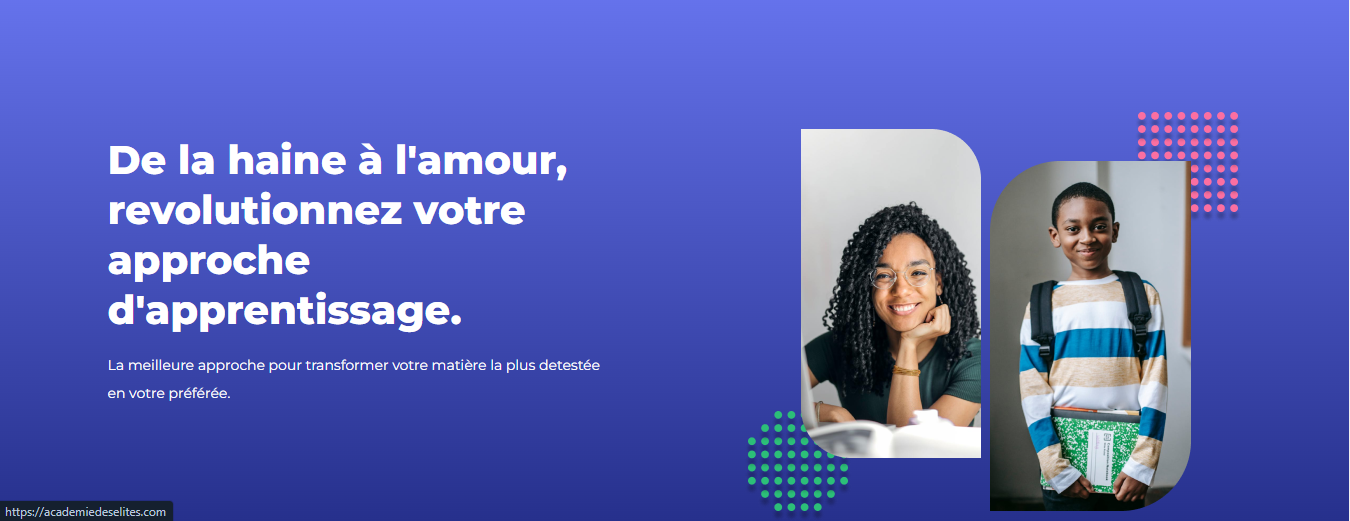 De la haine à l'amour,
revolutionnez votre
approche
d'apprentissage.
La meilleure approche pour transformer votre matière la plus detestée
en votre préférée.
https://academiedeselites.com